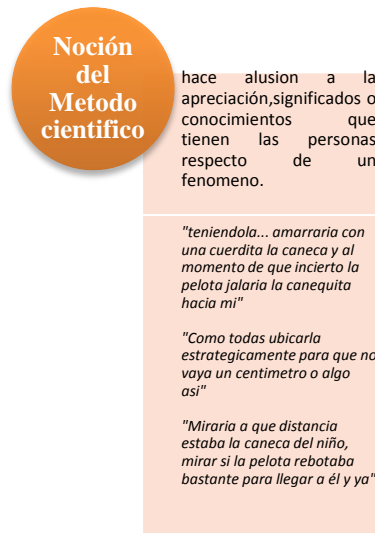 Noción
del
Metodo
cientifico
hace alusion a la
apreciación,significados o
conocimientos que
tienen las personas
respecto de un
fenomeno.
"teniendola... amarraria con
una cuerdita la caneca y al
momento de que incierto la
pelota jalaria la canequita
hacia mi"
"Como todas ubicarla
estrategicamente para que no
vaya un centimetro o algo
asi"
"Miraria a que distancia
estaba la caneca del niño,
mirar si la pelota rebotaba
bastante para llegar a él y ya"